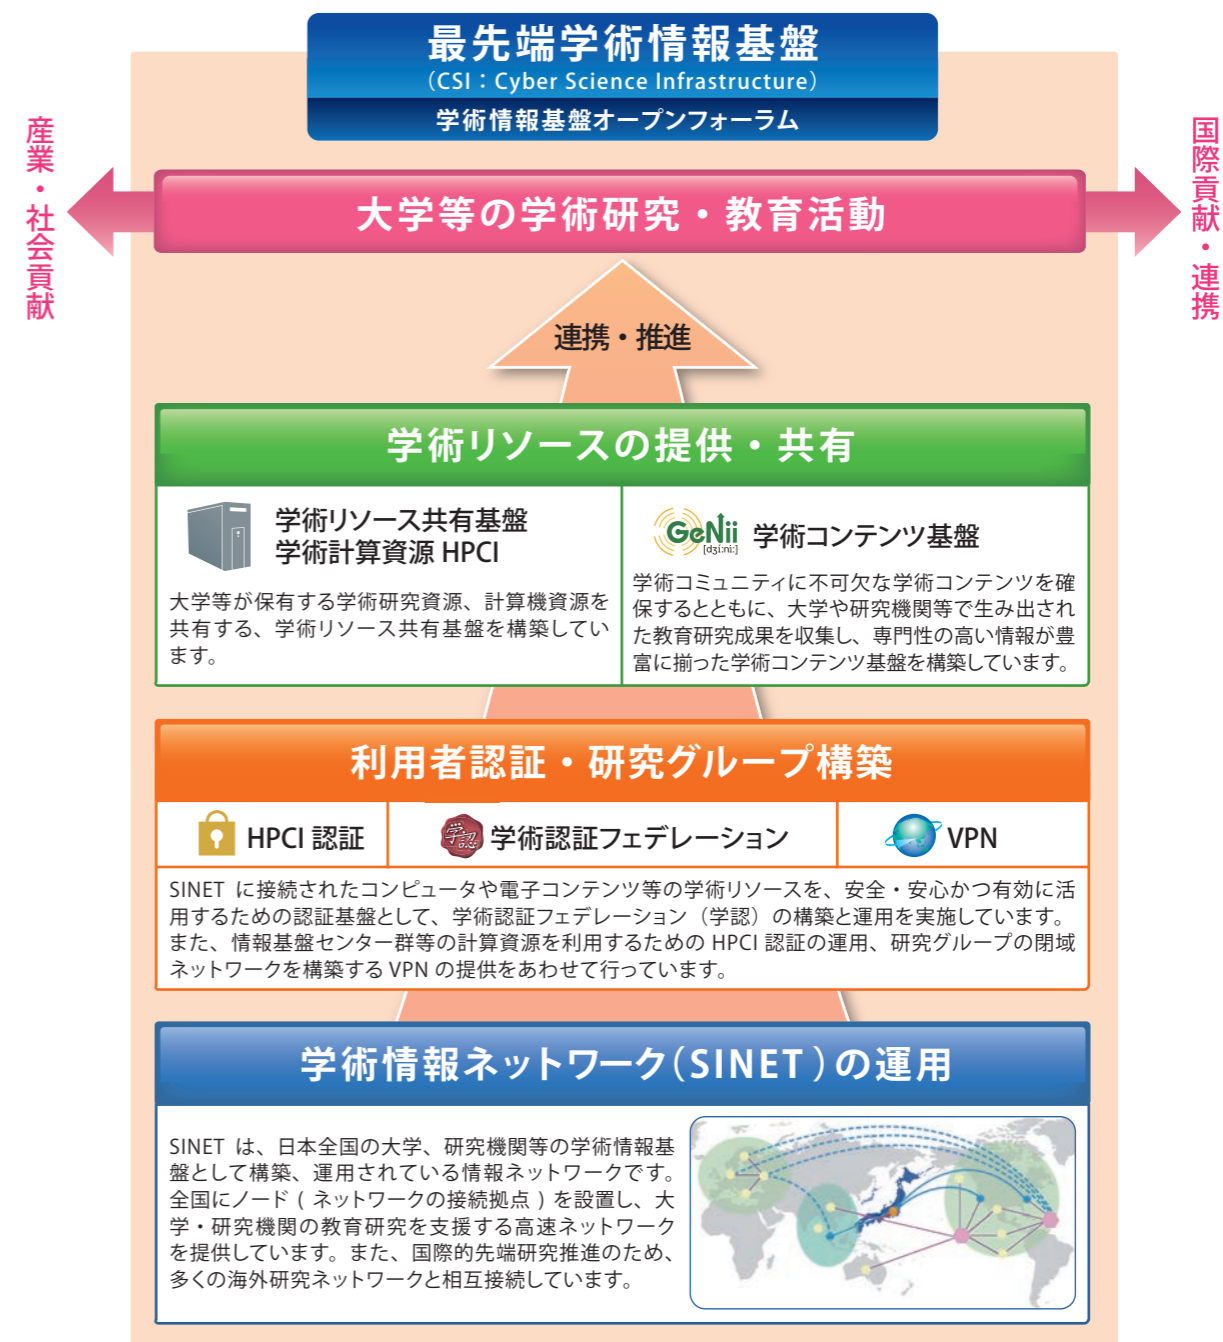 最先端学術情報基盤
（CSI：Cyber Science Infrastructure）
学術情報基盤オープンフォーラム
産業・社会貢献
大学等の学術研究・教育活動
国際貢献・連携
連携・推進
学術リソースの提供・共有
学術リソース共有基盤
学術計算資源 HPCI
大学等が保有する学術研究資源、計算機資源を
共有する、学術リソース共有基盤を構築してい
ます。
GeNii
[dʒíːniː]
学術コンテンツ基盤
学術コミュニティに不可欠な学術コンテンツを確
保するとともに、大学や研究機関等で生み出され
た教育研究成果を収集し、専門性の高い情報が豊
富に揃った学術コンテンツ基盤を構築しています。
利用者認証・研究グループ構築
HPCI 認証
学認
学術認証フェデレーション
VPN
SINET に接続されたコンピュータや電子コンテンツ等の学術リソースを、安全・安心かつ有効に活
用するための認証基盤として、学術認証フェデレーション（学認）の構築と運用を実施しています。
また、情報基盤センター群等の計算資源を利用するための HPCI 認証の運用、研究グループの閉域
ネットワークを構築する VPN の提供をあわせて行っています。
学術情報ネットワーク（SINET）の運用
SINET は、日本全国の大学、研究機関等の学術情報基
盤として構築、運用されている情報ネットワークです。
全国にノード ( ネットワークの接続拠点 ) を設置し、大
学・研究機関の教育研究を支援する高速ネットワーク
を提供しています。また、国際的先端研究推進のため、
多くの海外研究ネットワークと相互接続しています。